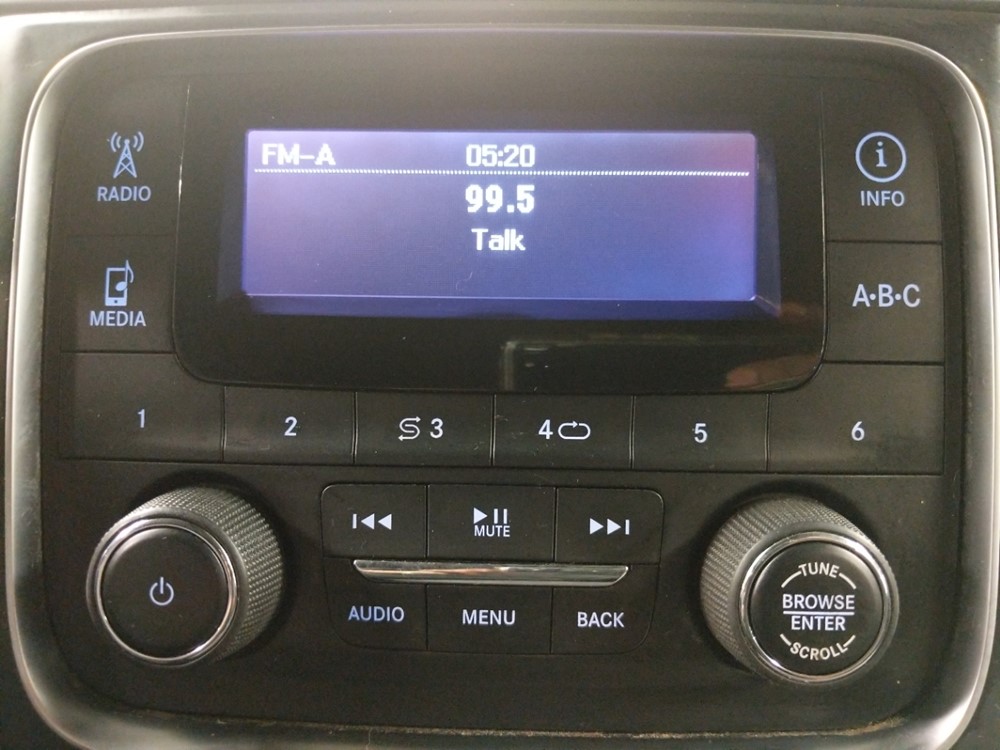 FM-A 05:20
99.5
Talk
RADIO
INFO
MEDIA
A·B·C
1 2 3 4 5 6
MUTE
AUDIO MENU BACK
TUNE
BROWSE
ENTER
SCROLL